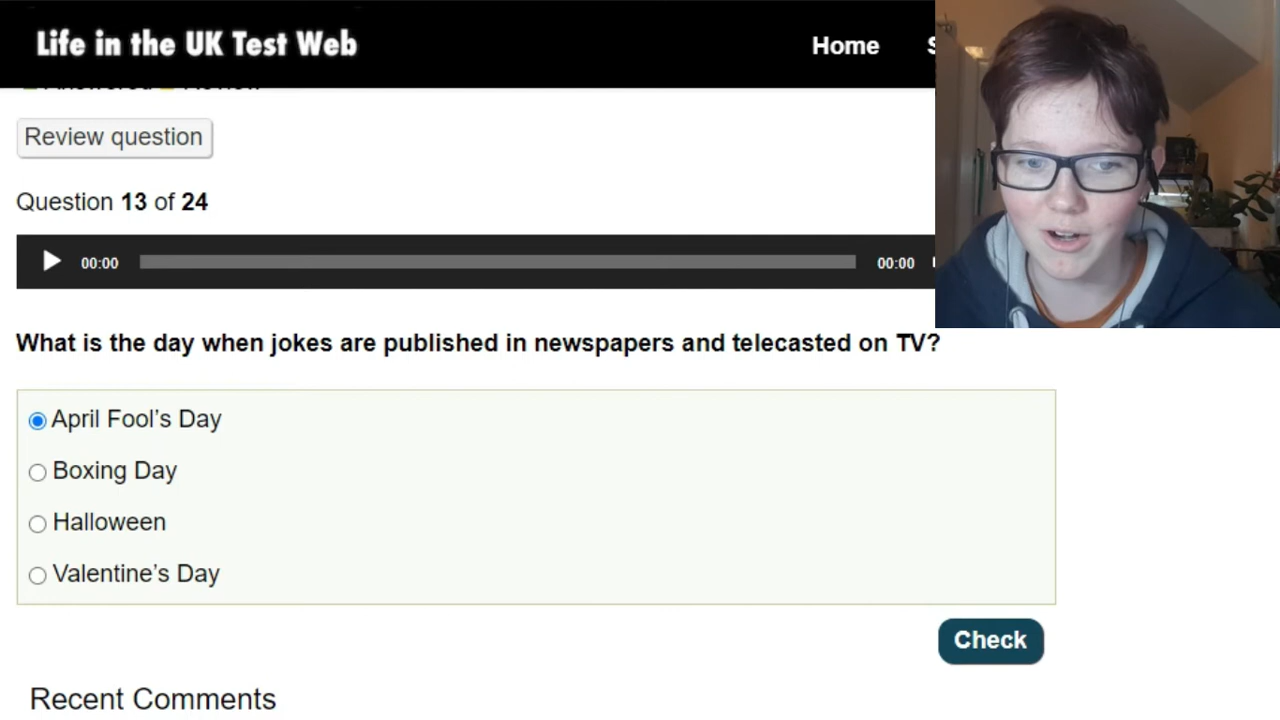 Life in the UK Test Web
Home
Review question
Question 13 of 24
00:00
00:00
What is the day when jokes are published in newspapers and telecasted on TV?
April Fool’s Day
Boxing Day
Halloween
Valentine’s Day
Check
Recent Comments